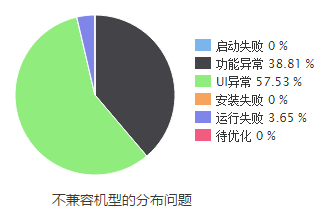 启动失败 0 %
功能异常 38.81 %
UI异常 57.53 %
安装失败 0 %
运行失败 3.65 %
待优化 0 %
不兼容机型的分布问题